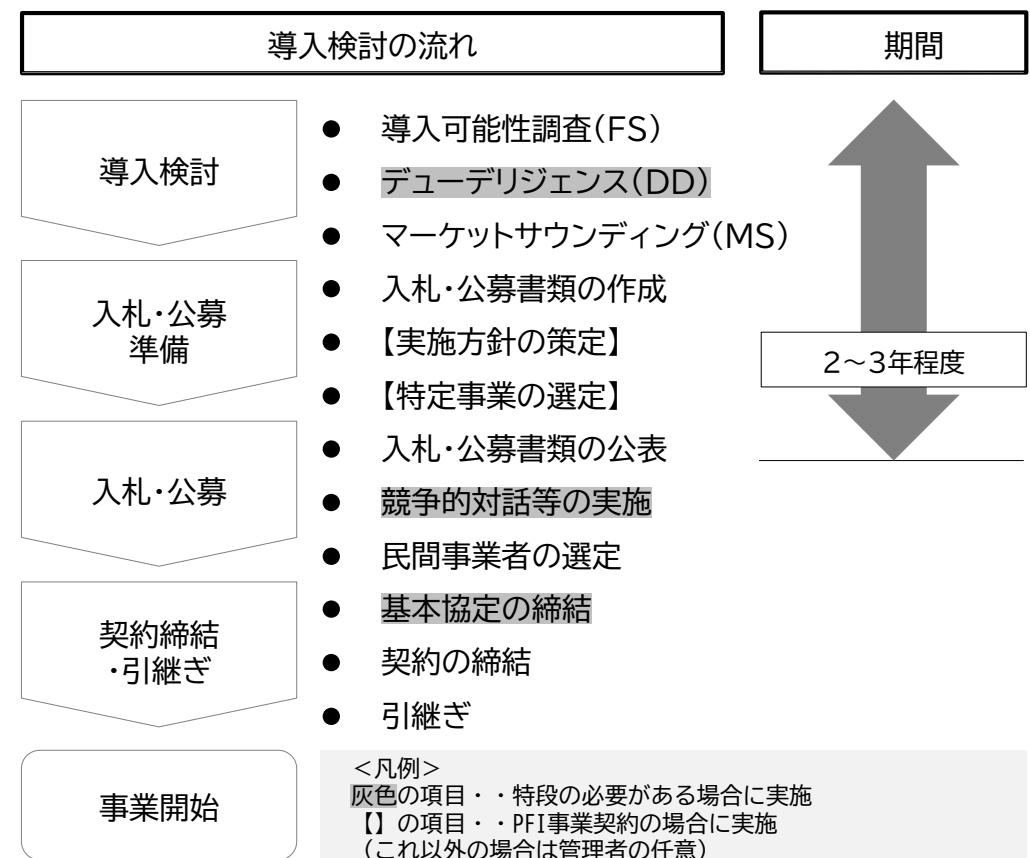 導入検討の流れ
期間
導入検討
● 導入可能性調査(FS)
● デューデリジェンス(DD)
● マーケットサウンディング(MS)
入札・公募
準備
● 入札・公募書類の作成
● 【実施方針の策定】
● 【特定事業の選定】
2～3年程度
入札・公募
● 入札・公募書類の公表
● 競争的対話等の実施
● 民間事業者の選定
契約締結
・引継ぎ
● 基本協定の締結
● 契約の締結
● 引継ぎ
事業開始
＜凡例＞
灰色の項目・・特段の必要がある場合に実施
【】の項目・・PFI事業契約の場合に実施
（これ以外の場合は管理者の任意）